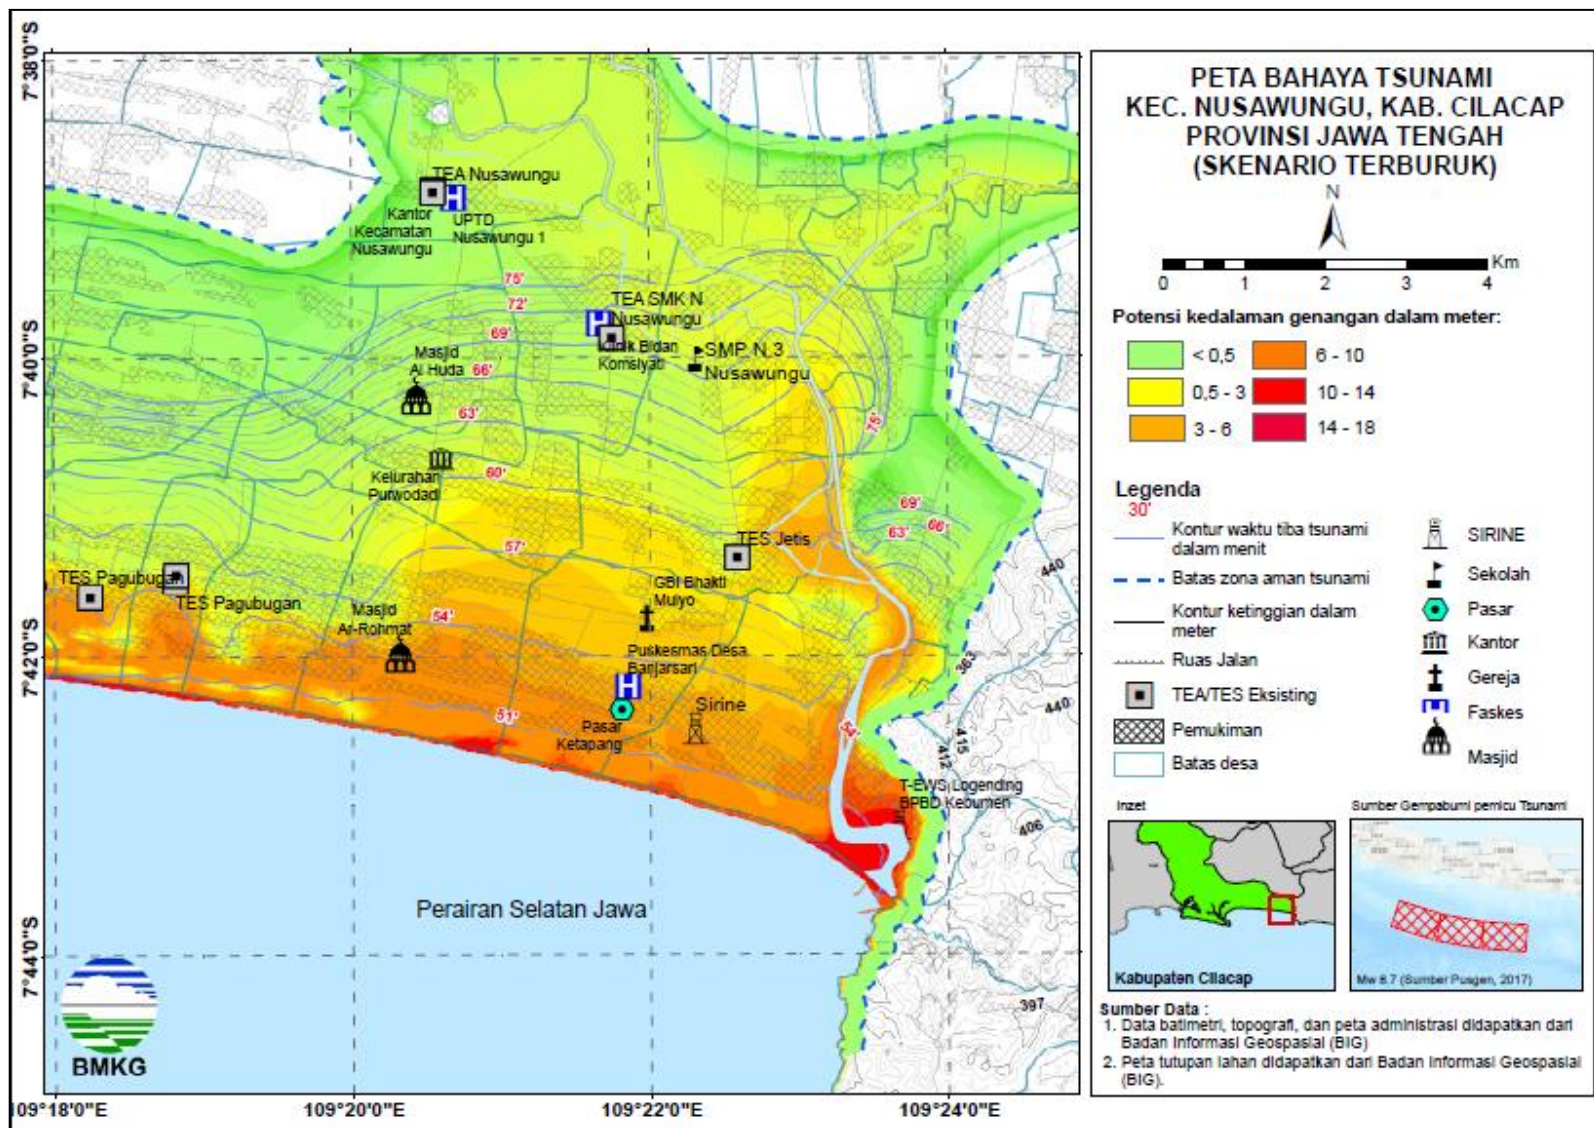 PETA BAHAYA TSUNAMI
KEC. NUSAWUNGU, KAB. CILACAP
PROVINSI JAWA TENGAH
(SKENARIO TERBURUK)
N
Km
0 1 2 3 4
Potensi kedalaman genangan dalam meter:
< 0,5
6 - 10
0,5 - 3
10 - 14
3 - 6
14 - 18
Legenda
30'
Kontur waktu tiba tsunami
dalam menit
Batas zona aman tsunami
Kontur ketinggian dalam
meter
Ruas Jalan
TEA/TES Eksisting
Pemukiman
Batas desa
SIRINE
Sekolah
Pasar
Kantor
Gereja
Faskes
Masjid
Inzet
Kabupaten Cilacap
Sumber Gempabumi pemicu Tsunami
Mw 8.7 (Sumber Pusgen, 2017)
Sumber Data :
1. Data batimetri, topografi, dan peta administrasi didapatkan dari
Badan Informasi Geospasial (BIG)
2. Peta tutupan lahan didapatkan dari Badan Informasi Geospasial
(BIG).
7°38'0"S
7°40'0"S
7°42'0"S
7°44'0"S
109°18'0"E
109°20'0"E
109°22'0"E
109°24'0"E
TEA Nusawungu
Kantor
Kecamatan
Nusawungu
UPTD
Nusawungu 1
75'
72'
69'
66'
63'
60'
57'
54'
51'
TEA SMK N
Nusawungu
Klinik Bidan
Komsiyati
SMP N 3
Nusawungu
Masjid
Al Huda
Kelurahan
Purwodadi
75'
69'
66'
63'
TES Jetis
TES Pagubugan
TES Pagubugan
Masjid
Ar-Rohmat
GBI Bhakti
Mulyo
Puskesmas Desa
Banjarsari
Pasar
Ketapang
Sirine
54'
T-EWS Logending
BPBD Kebumen
440
363
440
415
412
406
397
Perairan Selatan Jawa
BMKG